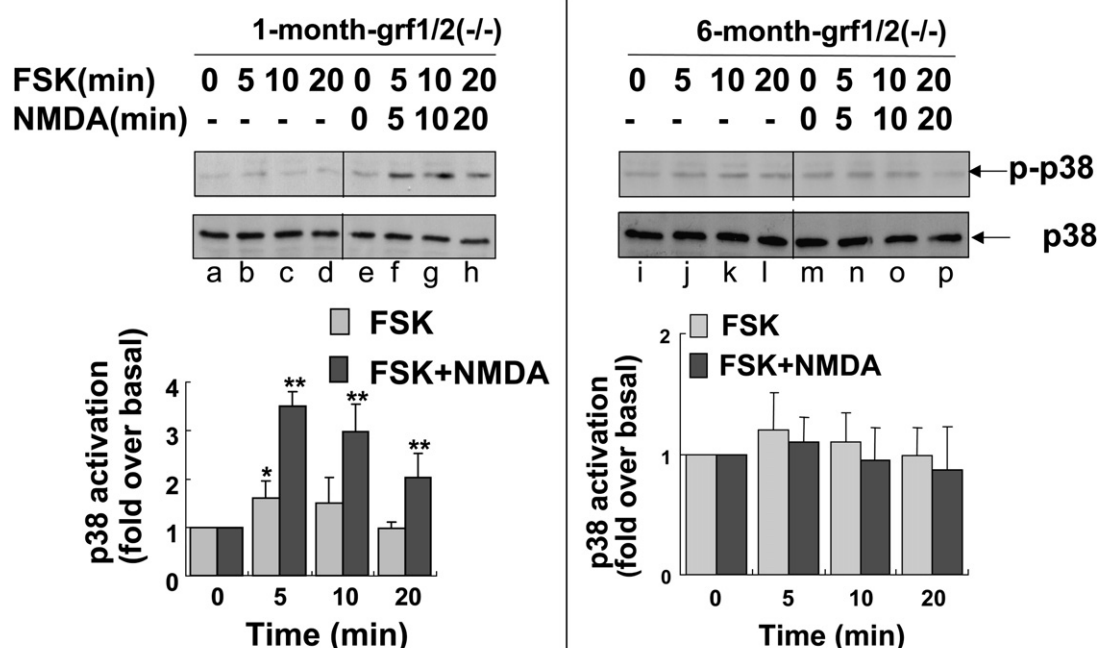 1-month-grf1/2(-/-)
FSK(min) 0 5 10 20 0 5 10 20
NMDA(min) - - - - 0 5 10 20
a b c d e f g h
FSK
FSK+NMDA
p38 activation
(fold over basal)
4
3
2
1
0
** ** ** *
0 5 10 20
Time (min)
6-month-grf1/2(-/-)
0 5 10 20 0 5 10 20
- - - - 0 5 10 20
p-p38
p38
i j k l m n o p
FSK
FSK+NMDA
p38 activation
(fold over basal)
2
1
0
0 5 10 20
Time (min)